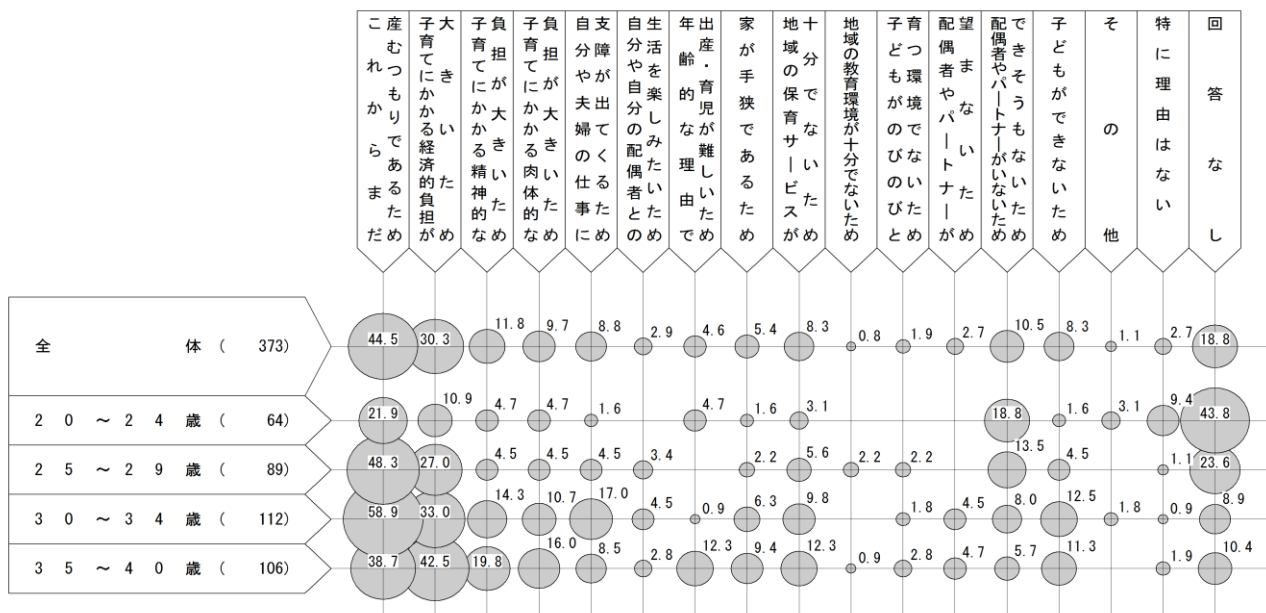 これからまだ
産むつもりであるため
子育てにかかる経済的負担が
大きいため
子育てにかかる精神的な
負担が大きいため
子育てにかかる肉体的な
負担が大きいため
自分や夫婦の仕事に
支障が出てくるため
自分や自分の配偶者との
生活を楽しみたいため
年齢的な理由で
出産・育児が難しいため
家が手狭であるため
地域の保育サービスが
十分でないため
地域の教育環境が十分でないため
子どもがのびのびと
育つ環境でないため
配偶者やパートナーが
望まないため
配偶者やパートナーがいないため
できそうもないため
子どもができないため
その他
特に理由はない
回答なし
全体 ( 373) 44.5 30.3 11.8 9.7 8.8 2.9 4.6 5.4 8.3 0.8 1.9 2.7 10.5 8.3 1.1 2.7 18.8
20～24歳 ( 64) 21.9 10.9 4.7 4.7 1.6 4.7 1.6 3.1 18.8 1.6 3.1 9.4 43.8
25～29歳 ( 89) 48.3 27.0 4.5 4.5 4.5 3.4 2.2 5.6 2.2 2.2 13.5 4.5 1.1 23.6
30～34歳 ( 112) 58.9 33.0 14.3 10.7 17.0 4.5 0.9 6.3 9.8 1.8 4.5 8.0 12.5 1.8 0.9 8.9
35～40歳 ( 106) 38.7 42.5 19.8 16.0 8.5 2.8 12.3 9.4 12.3 0.9 2.8 4.7 5.7 11.3 1.9 10.4